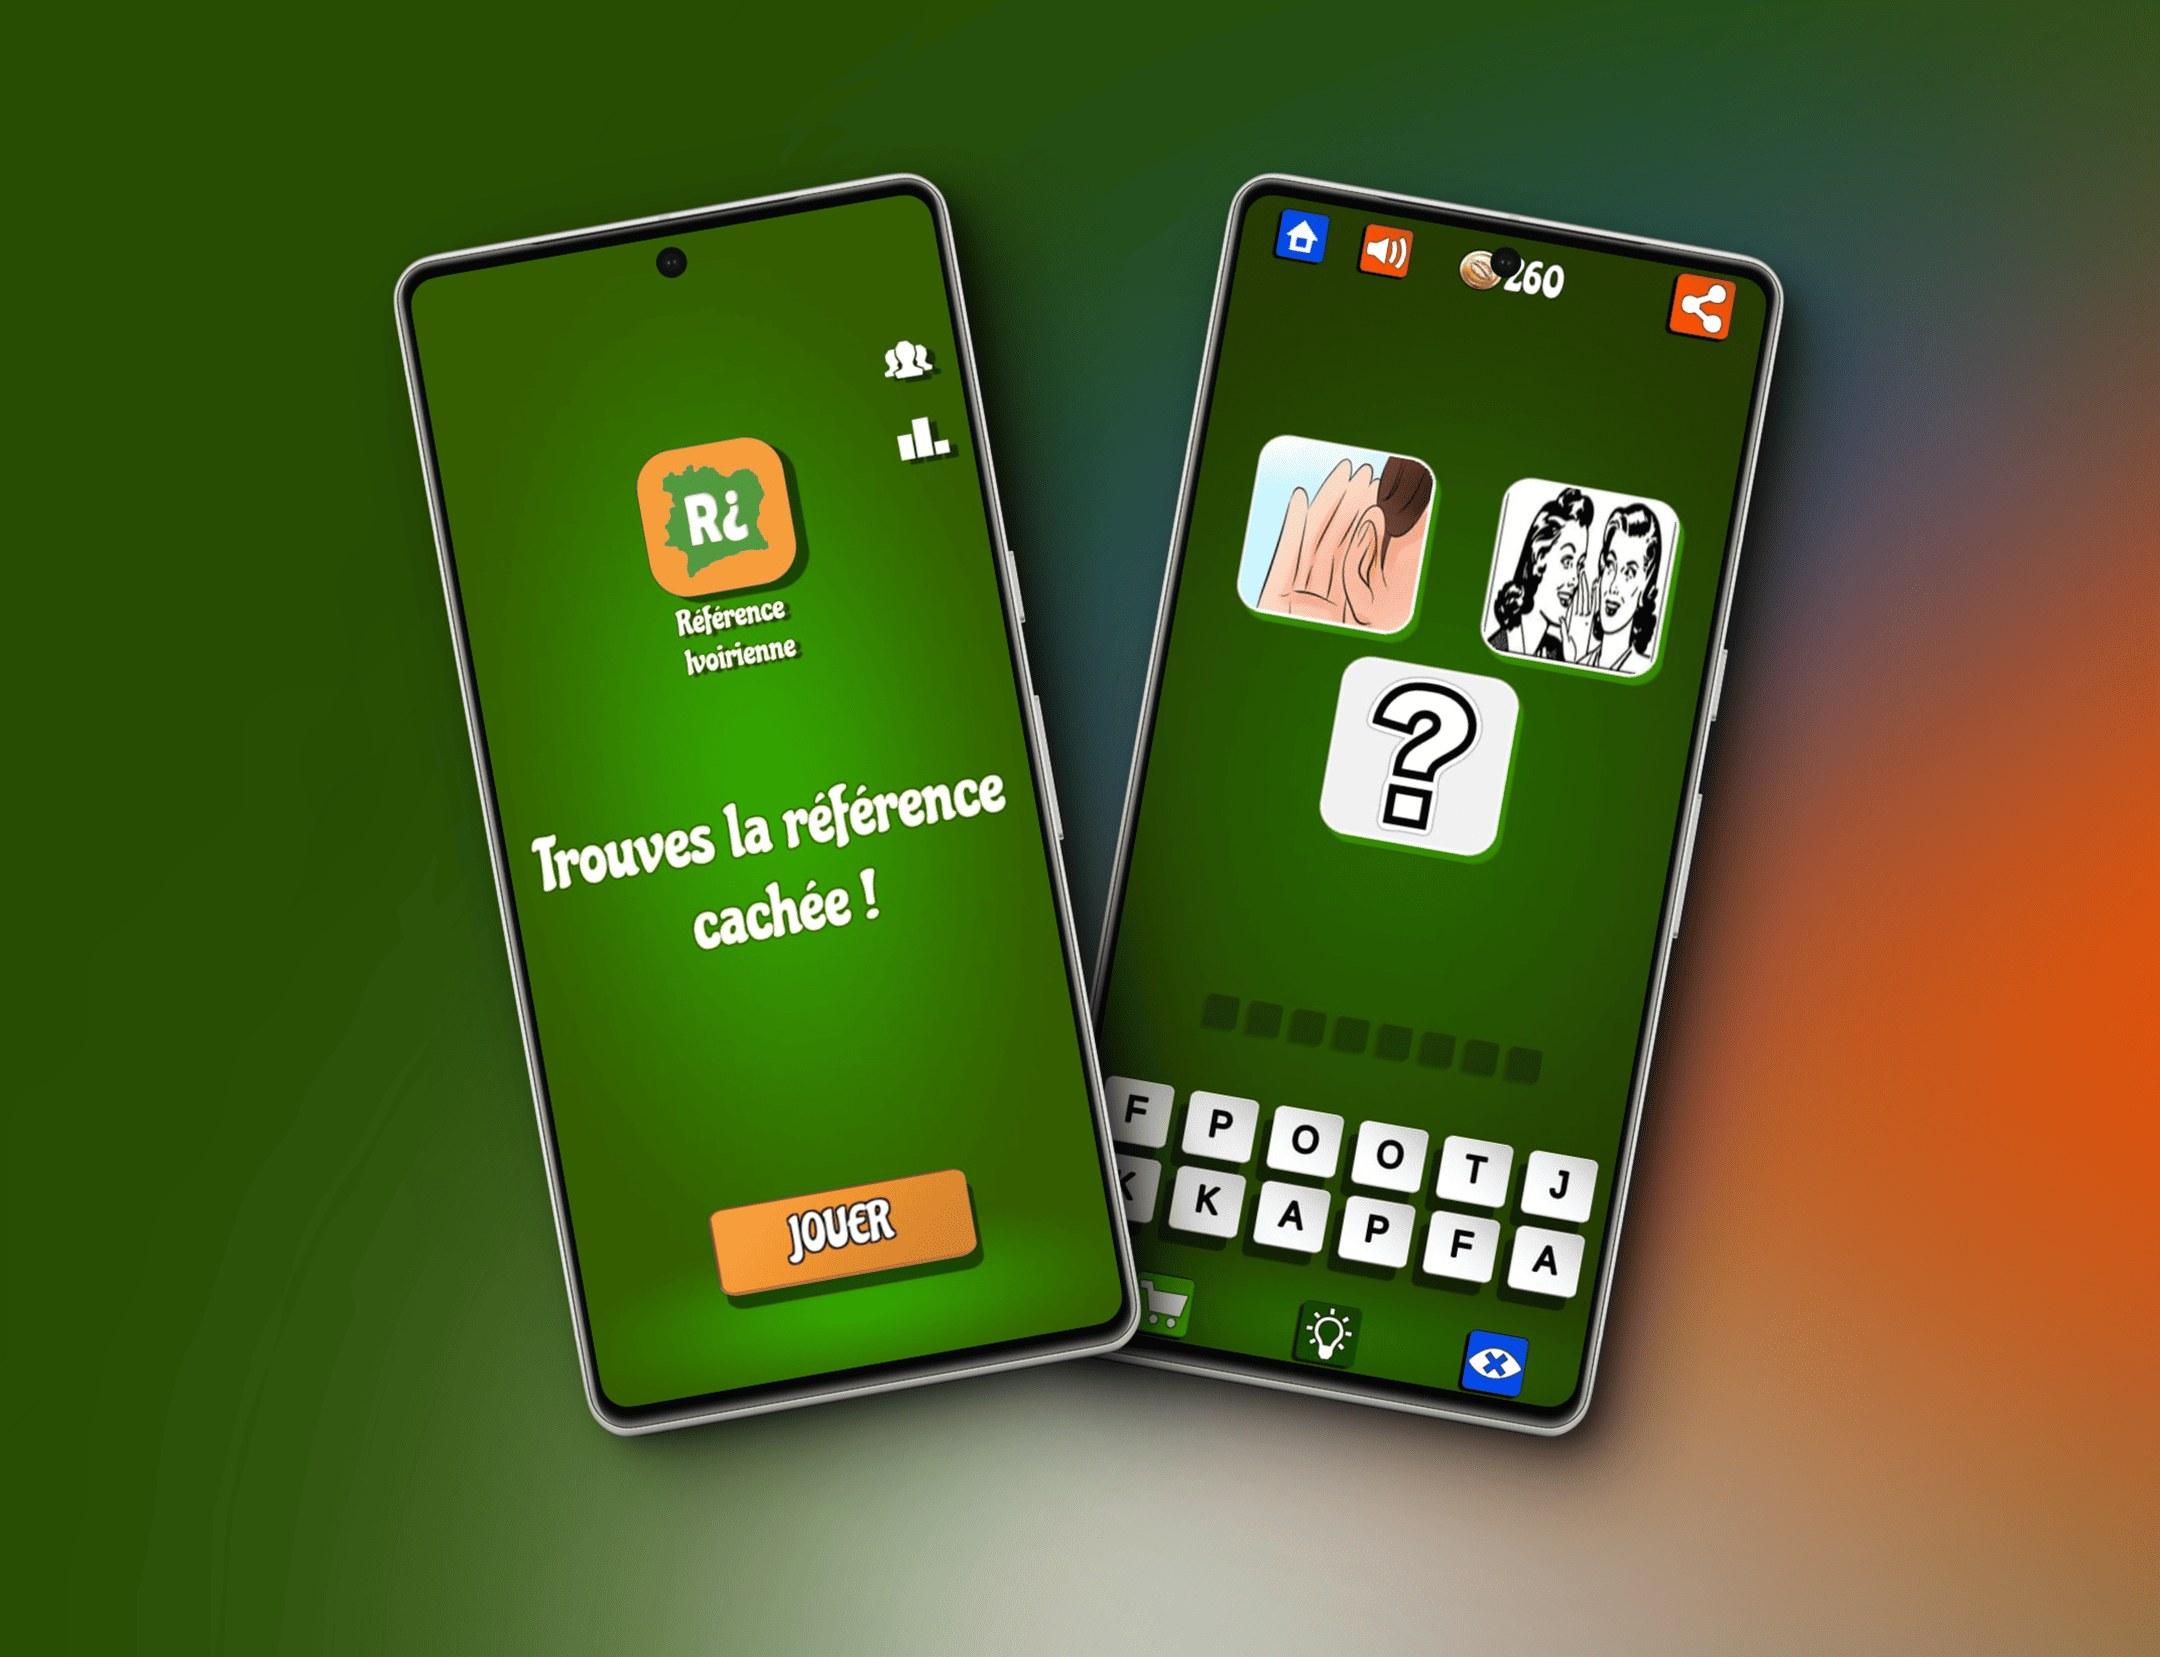 Ri
Référence
Ivoirienne
Trouves la référence
cachée !
JOUER
260
F P O O T J
K K A P F A